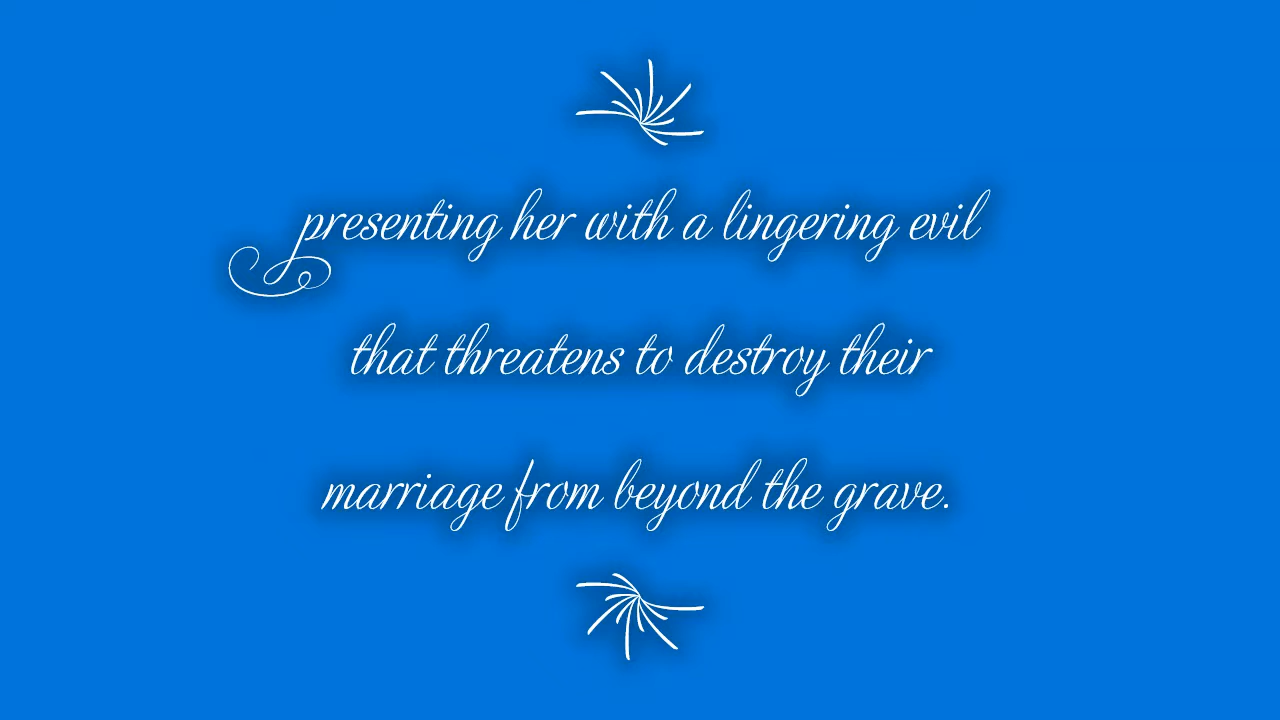 presenting her with a lingering evil
that threatens to destroy their
marriage from beyond the grave.